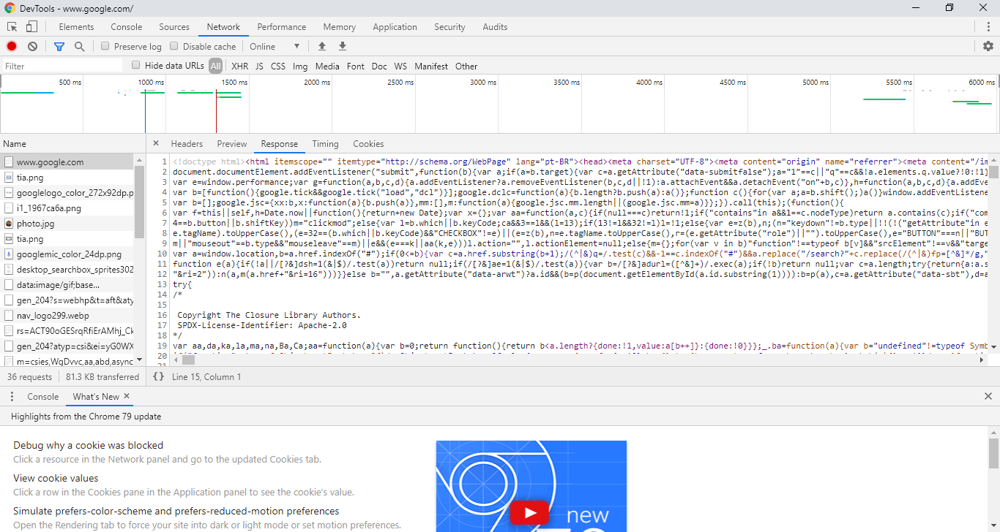 DevTools - www.google.com/
Elements Console Sources Network Performance Memory Application Security Audits
Preserve log Disable cache Online
Filter Hide data URLs All XHR JS CSS Img Media Font Doc WS Manifest Other
500 ms 1000 ms 1500 ms 2000 ms 2500 ms 3000 ms 3500 ms 4000 ms 4500 ms 5000 ms 5500 ms 6000 ms
Name × Headers Preview Response Timing Cookies
www.google.com
tia.png
googlelogo_color_272x92dp.p
i1_1967ca6a.png
photo.jpg
tia.png
googlemic_color_24dp.png
desktop_searchbox_sprites302
data:image/gif;base...
gen_204?s=webhp&t=aft&aty
nav_logo299.webp
rs=ACT90oGESrqRfiErAMhj_Ck
gen_204?atyp=csi&ei=yG0WX
m=csies,WqDvvc,aa,abd,async
1 <!doctype html><html itemscope="" itemtype="http://schema.org/WebPage" lang="pt-BR"><head><meta charset="UTF-8"><meta content="origin" name="referrer"><meta content="/im
2 document.documentElement.addEventListener("submit",function(b){var a;if(a=b.target){var c=a.getAttribute("data-submitfalse");a="1"==c||"q"==c&&!a.elements.q.value?!0:!1}
3 var e=window.performance;var g=function(a,b,c,d){a.addEventListener?a.removeEventListener(b,c,d||!1):a.attachEvent&&a.detachEvent("on"+b,c)},h=function(a,b,c,d){a.addEve
4 var b=[function(){google.tick&&google.tick("load","dcl")}];google.dclc=function(a){b.length?b.push(a):a()};function c(){for(var a;a=b.shift();)a()}window.addEventListene
5 var b=[];google.jsc={xx:b,x:function(a){b.push(a)},mm:[],m:function(a){google.jsc.mm.length||(google.jsc.mm=a)}};}).call(this);(function(){
6 var f=this||self,h=Date.now||function(){return+new Date};var x={};var aa=function(a,c){if(null===c)return!1;if("contains"in a&&1==c.nodeType)return a.contains(c);if("com
7 4==b.button||b.shiftKey))m="clickmod";else{var l=b.which||b.keyCode;ca&&3==l&&(l=13);if(13!=l&&32!=l)l=!1;else{var e=z(b),n;(n="keydown"!=b.type||!!(!("getAttribute"in e
8 e.tagName).toUpperCase(),(e=32==(b.which||b.keyCode)&&"CHECKBOX"!=e)||(e=z(b),n=e.tagName.toUpperCase(),r=(e.getAttribute("role")||"").toUpperCase(),e="BUTTON"===n||"BUT
9 m||"mouseout"==b.type&&"mouseleave"==m)||e&&(e===k||aa(k,e)))l.action="",l.actionElement=null;else{m={};for(var v in b)"function"!==typeof b[v]&&"srcElement"!==v&&"targe
10 var a=window.location,b=a.href.indexOf("#");if(0<=b){var c=a.href.substring(b+1);/(^|&)q=/.test(c)&&-1==c.indexOf("#")&&a.replace("/search?"+c.replace(/(^|&)fp=[^&]*/g,"
11 function e(a){if(!a||/[?&]dsh=1(&|$)/.test(a))return null;if(/[?&]ae=1(&|$)/.test(a)){var b=/[?&]adurl=([^&]+)/.exec(a);if(!b)return null;var c=a.length;try{return{a:a.s
12 "&ri=2")):n(a,m(a.href+"&ri=16")))}}else b="",a.getAttribute("data-arwt")?a.id&&(b=p(document.getElementById(a.id.substring(1)))):b=p(a),c=a.getAttribute("data-sbt"),d=a
13 try{
14 /*
15
16 Copyright The Closure Library Authors.
17 SPDX-License-Identifier: Apache-2.0
18 */
19 var aa,da,ka,la,ma,na,Ba,Ca;aa=function(a){var b=0;return function(){return b<a.length?{done:!1,value:a[b++]}:{done:!0}}};_.ba=function(a){var b="undefined"!=typeof Symb
20
36 requests 81.3 KB transferred {} Line 15, Column 1
Console What's New ×
Highlights from the Chrome 79 update
Debug why a cookie was blocked
Click a resource in the Network panel and go to the updated Cookies tab.
View cookie values
Click a row in the Cookies pane in the Application panel to see the cookie's value.
Simulate prefers-color-scheme and prefers-reduced-motion preferences
Open the Rendering tab to force your site into dark or light mode or set motion preferences.
new